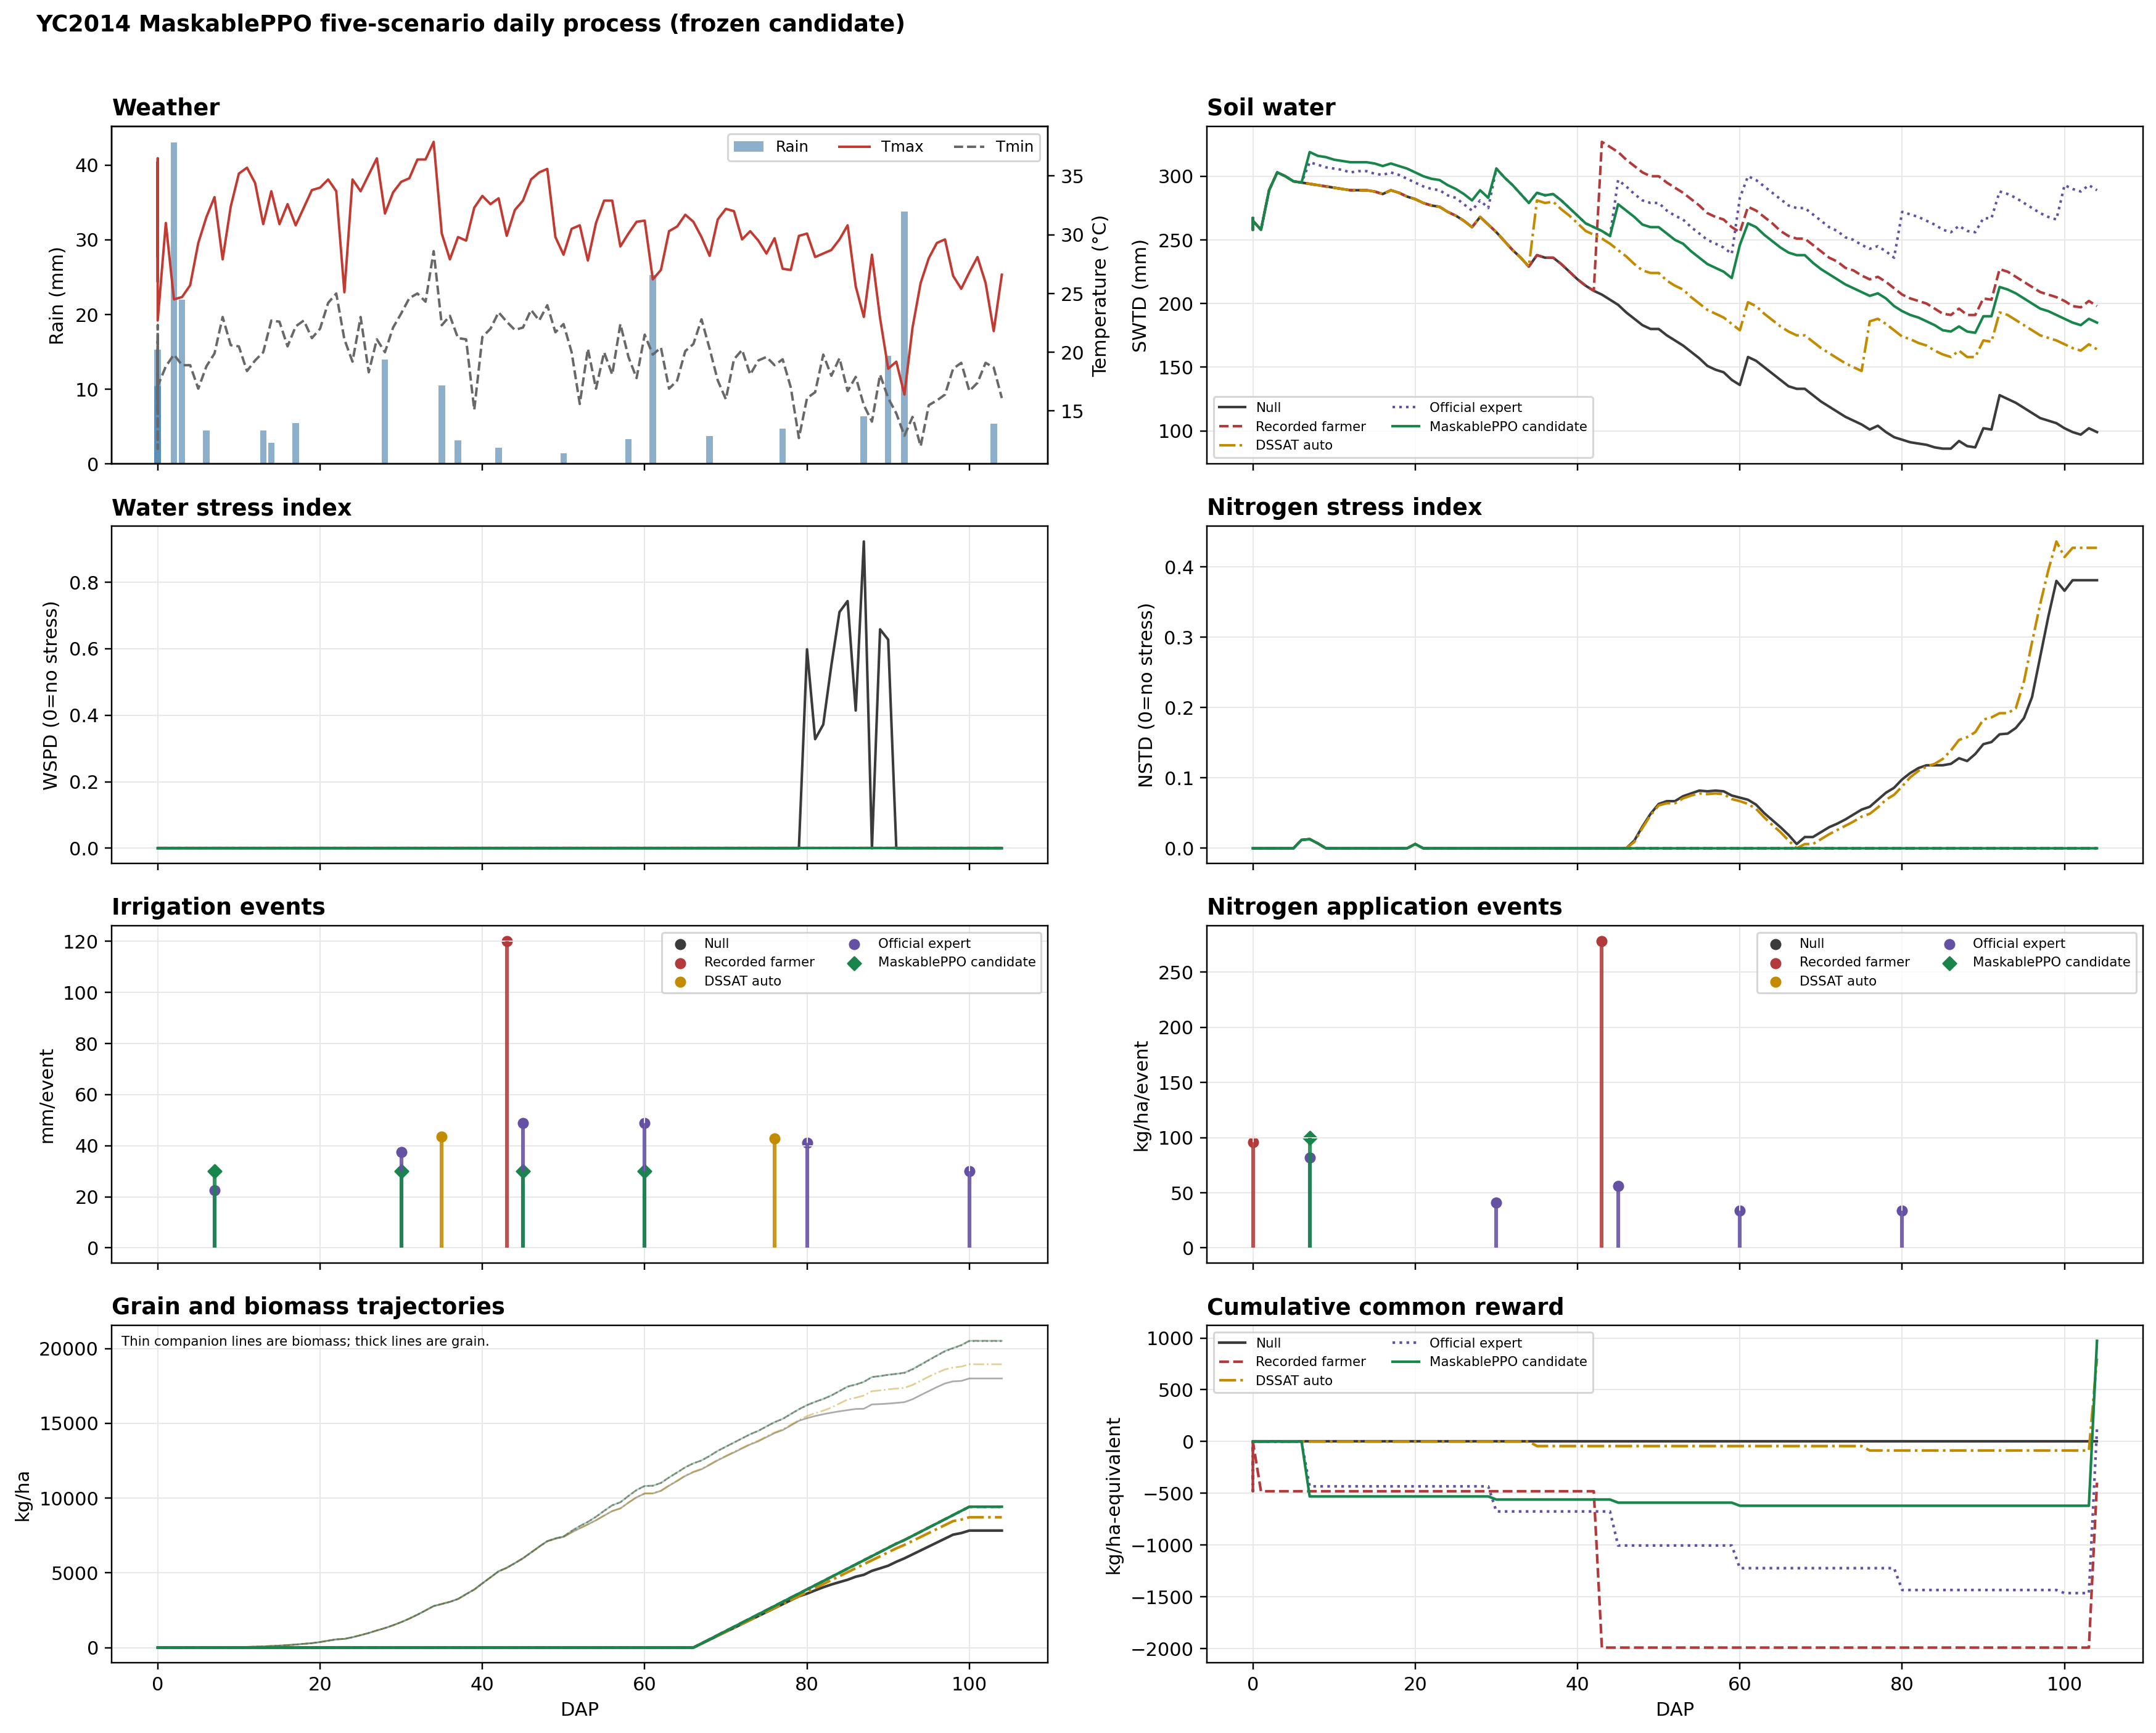 YC2014 MaskablePPO five-scenario daily process (frozen candidate)
Weather
Rain (mm)
40
30
20
10
0
Rain
Tmax
Tmin
35
30
25
20
15
Temperature (°C)
Soil water
SWTD (mm)
300
250
200
150
100
Null
Recorded farmer
DSSAT auto
Official expert
MaskablePPO candidate
Water stress index
WSPD (0=no stress)
0.8
0.6
0.4
0.2
0.0
Nitrogen stress index
NSTD (0=no stress)
0.4
0.3
0.2
0.1
0.0
Irrigation events
mm/event
120
100
80
60
40
20
0
Null
Recorded farmer
DSSAT auto
Official expert
MaskablePPO candidate
Nitrogen application events
kg/ha/event
250
200
150
100
50
0
Null
Recorded farmer
DSSAT auto
Official expert
MaskablePPO candidate
Grain and biomass trajectories
Thin companion lines are biomass; thick lines are grain.
kg/ha
20000
15000
10000
5000
0
0 20 40 60 80 100
DAP
Cumulative common reward
kg/ha-equivalent
1000
500
0
−500
−1000
−1500
−2000
Null
Recorded farmer
DSSAT auto
Official expert
MaskablePPO candidate
0 20 40 60 80 100
DAP